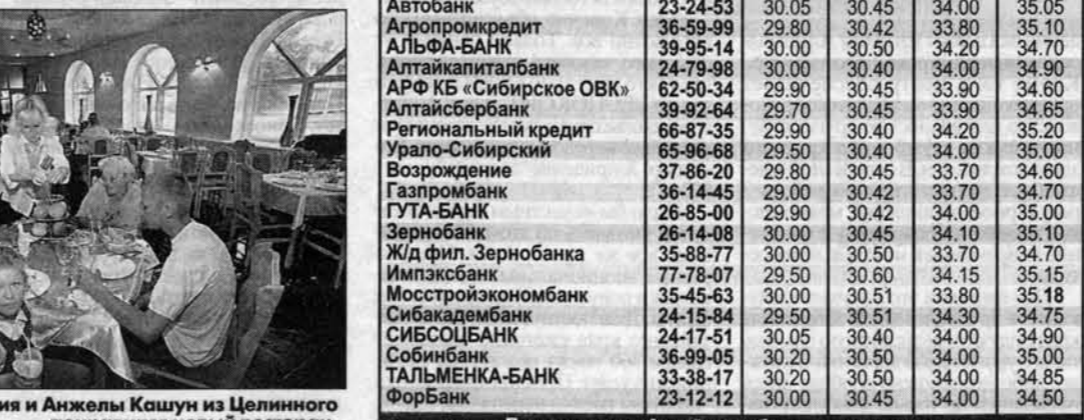 Автобанк 23-24-53 30.05 30.45 34.00 35.05
Агропромкредит 36-59-99 29.80 30.42 33.80 35.10
АЛЬФА-БАНК 39-95-14 30.00 30.50 34.20 34.70
Алтайкапиталбанк 24-79-98 30.00 30.40 34.00 34.90
АРФ КБ «Сибирское ОВК» 62-50-34 29.90 30.45 33.90 34.60
Алтайсбербанк 39-92-64 29.70 30.45 33.90 34.65
Региональный кредит 66-87-35 29.90 30.40 34.20 35.20
Урало-Сибирский 65-96-68 29.50 30.40 34.00 35.00
Возрождение 37-86-20 29.80 30.45 33.70 34.60
Газпромбанк 36-14-45 29.00 30.42 33.70 34.70
ГУТА-БАНК 26-85-00 29.90 30.42 34.00 35.00
Зернобанк 26-14-08 30.00 30.45 34.10 35.10
Ж/д фил. Зернобанка 35-88-77 30.00 30.50 33.70 34.70
Импэксбанк 77-78-07 29.50 30.60 34.15 35.15
Мосстройэкономбанк 35-45-63 30.00 30.51 33.80 35.18
Сибакадембанк 24-15-84 29.50 30.51 34.30 34.75
СИБСОЦБАНК 24-17-51 30.05 30.40 34.00 34.90
Собинбанк 36-99-05 30.20 30.50 34.00 35.00
ТАЛЬМЕНКА-БАНК 33-38-17 30.20 30.50 34.00 34.85
ФорБанк 23-12-12 30.00 30.45 34.00 34.50
ия и Анжелы Кашун из Целинного